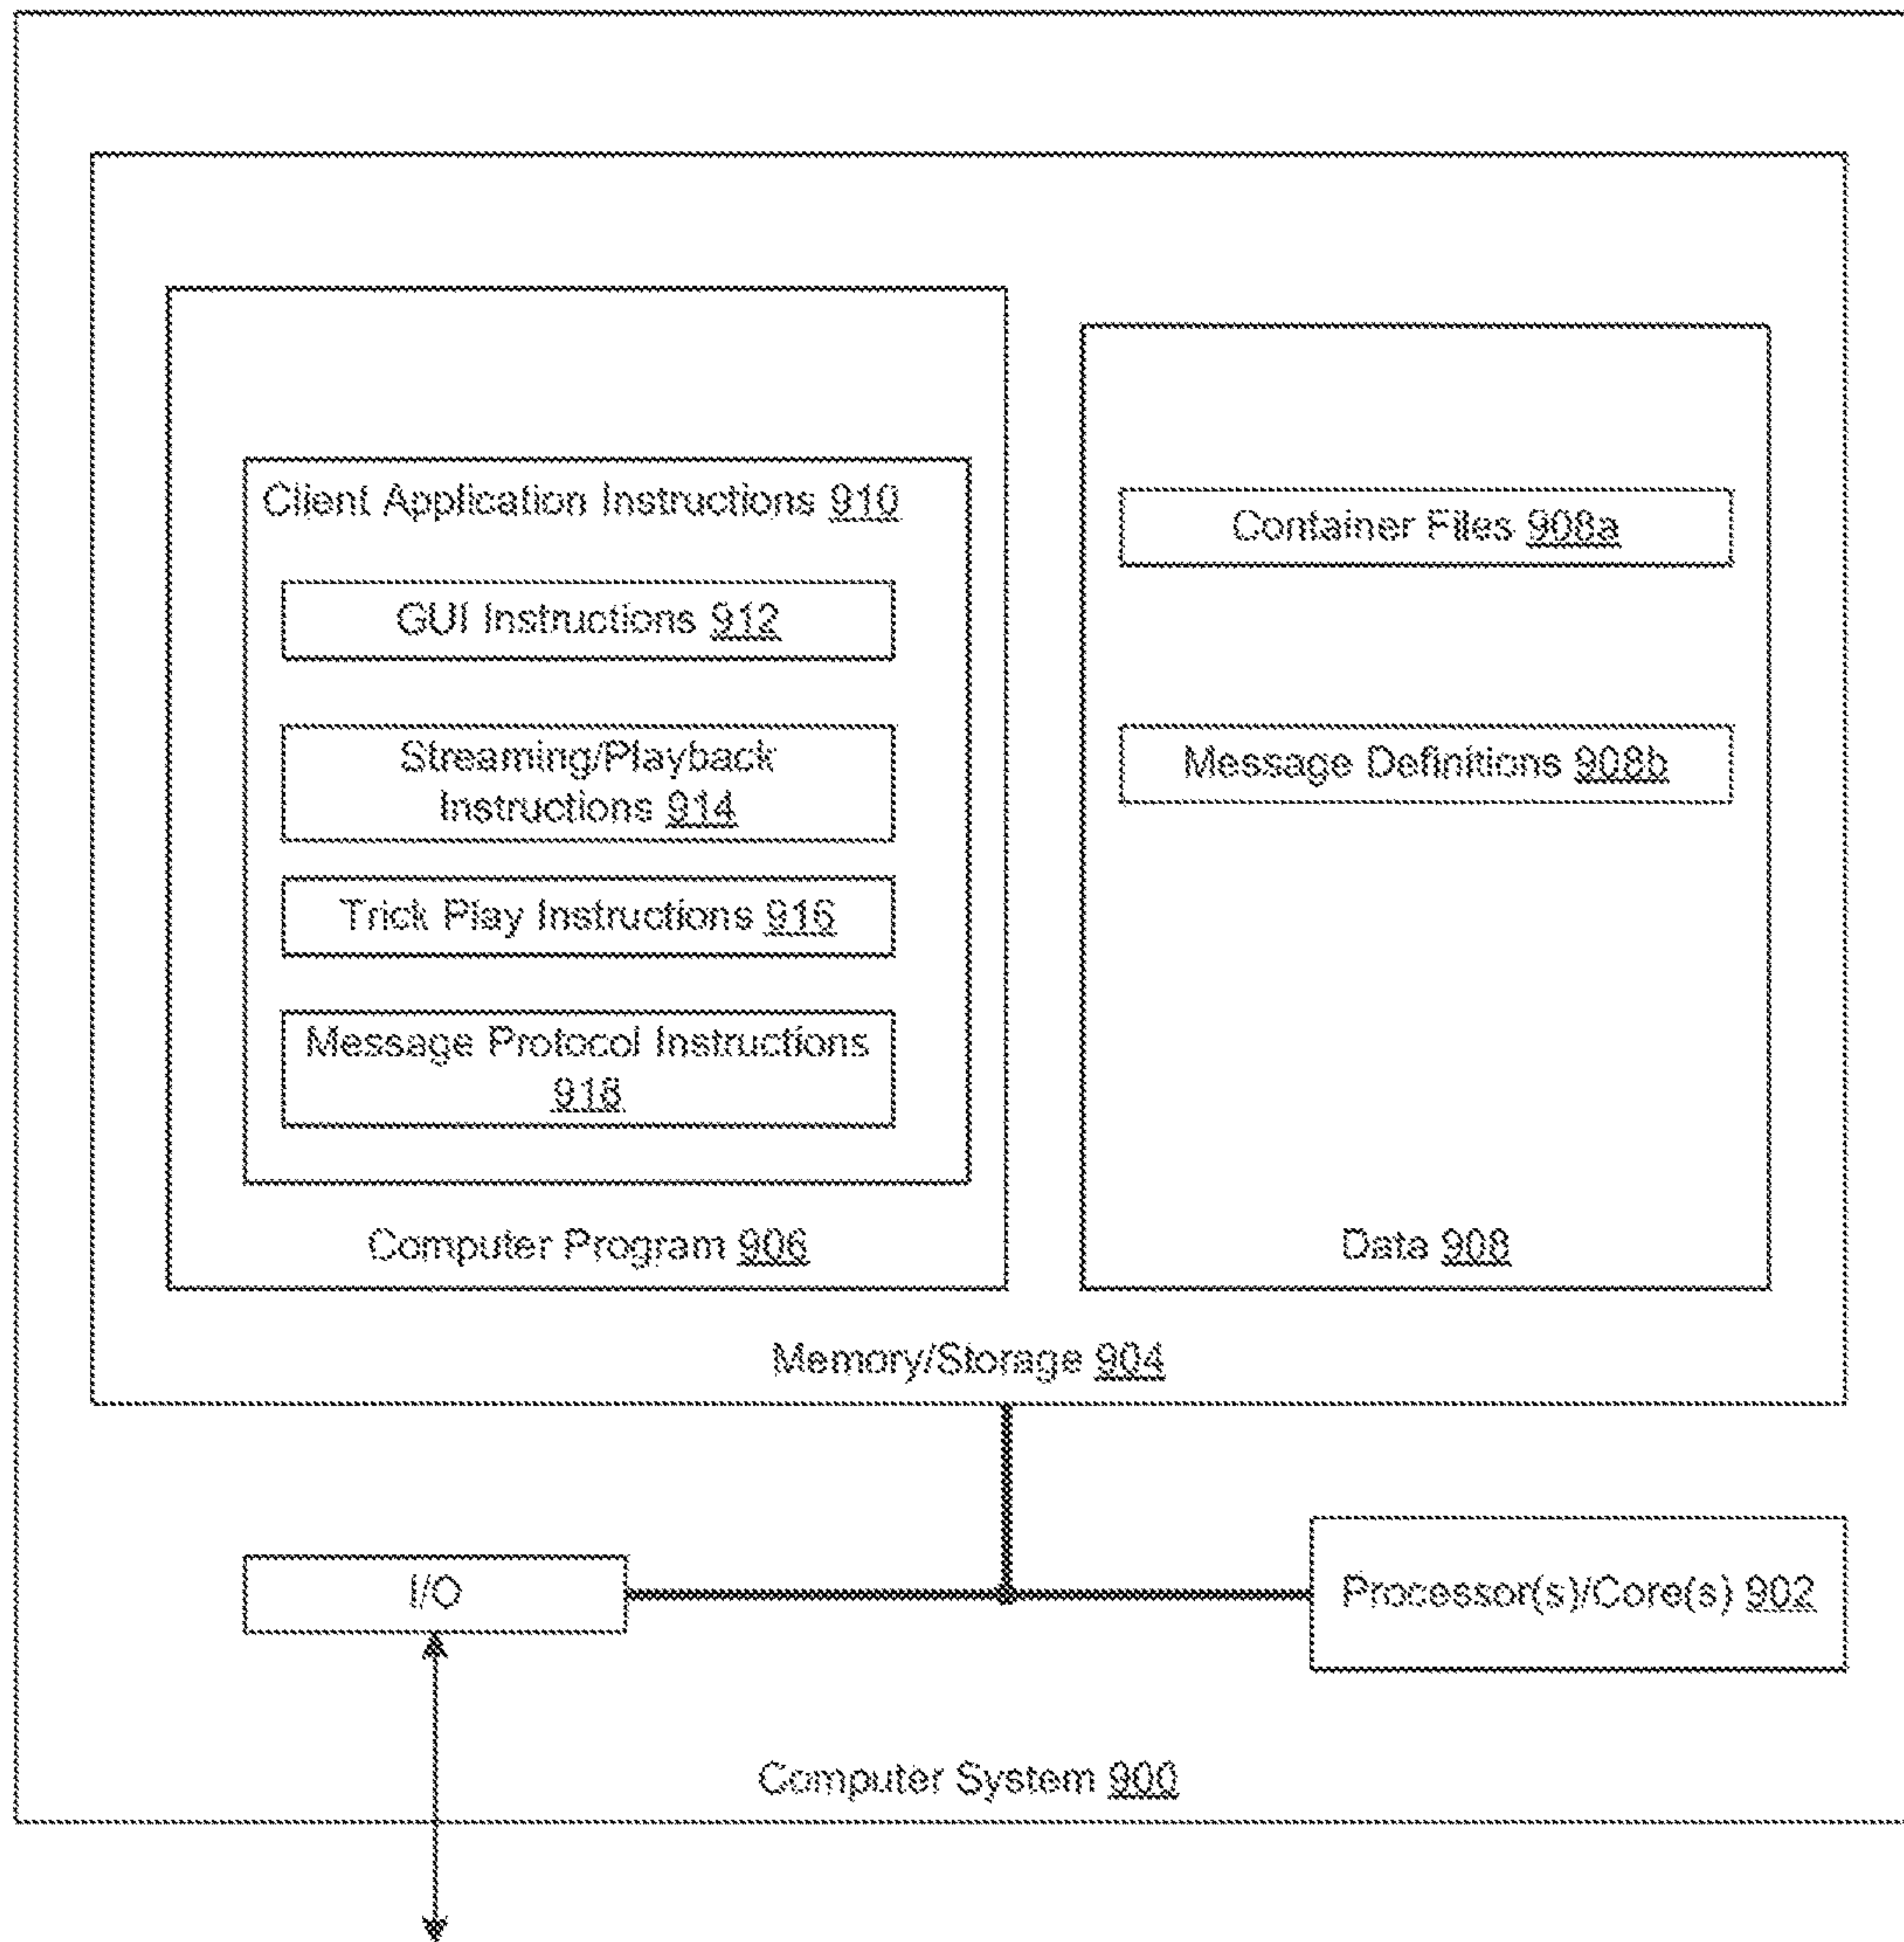 Client Application Instructions 910
GUI Instructions 912
Streaming/Playback
Instructions 914
Trick Play Instructions 916
Message Protocol Instructions
918
Computer Program 906
Container Files 908a
Message Definitions 908b
Data 908
Memory/Storage 904
I/O
Processor(s)/Core(s) 902
Computer System 900